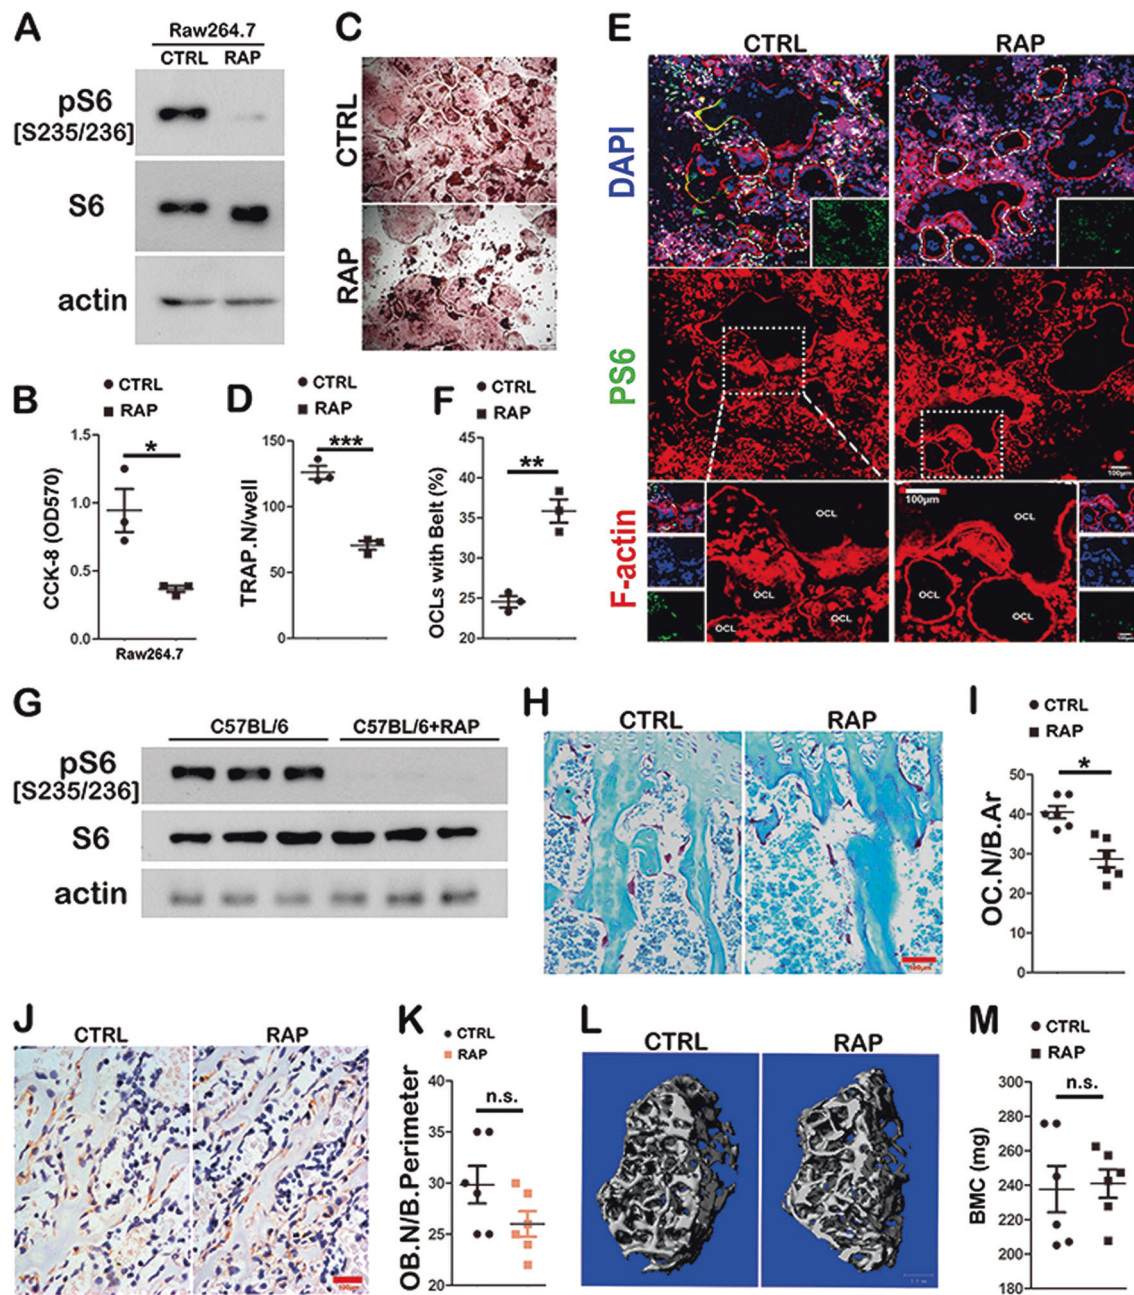 A
Raw264.7
CTRL RAP
pS6
[S235/236]
S6
actin
B
CTRL
RAP
CCK-8 (OD570)
1.5
1.0
0.5
0.0
*
Raw264.7
C
CTRL
RAP
D
CTRL
RAP
TRAP.N/well
150
100
50
0
***
E
CTRL RAP
DAPI
PS6
F-actin
100μm
100μm
OCL
OCL
OCL
OCL
OCL
OCL
OCL
F
CTRL
RAP
OCLs with Belt (%)
45
40
35
30
25
20
**
G
C57BL/6 C57BL/6+RAP
pS6
[S235/236]
S6
actin
H
CTRL RAP
100μm
I
CTRL
RAP
OC.N/B.Ar
50
40
30
20
10
0
*
J
CTRL RAP
100μm
K
CTRL
RAP
OB.N/B.Perimeter
40
35
30
25
20
n.s.
L
CTRL RAP
M
CTRL
RAP
BMC (mg)
300
280
260
240
220
200
180
n.s.